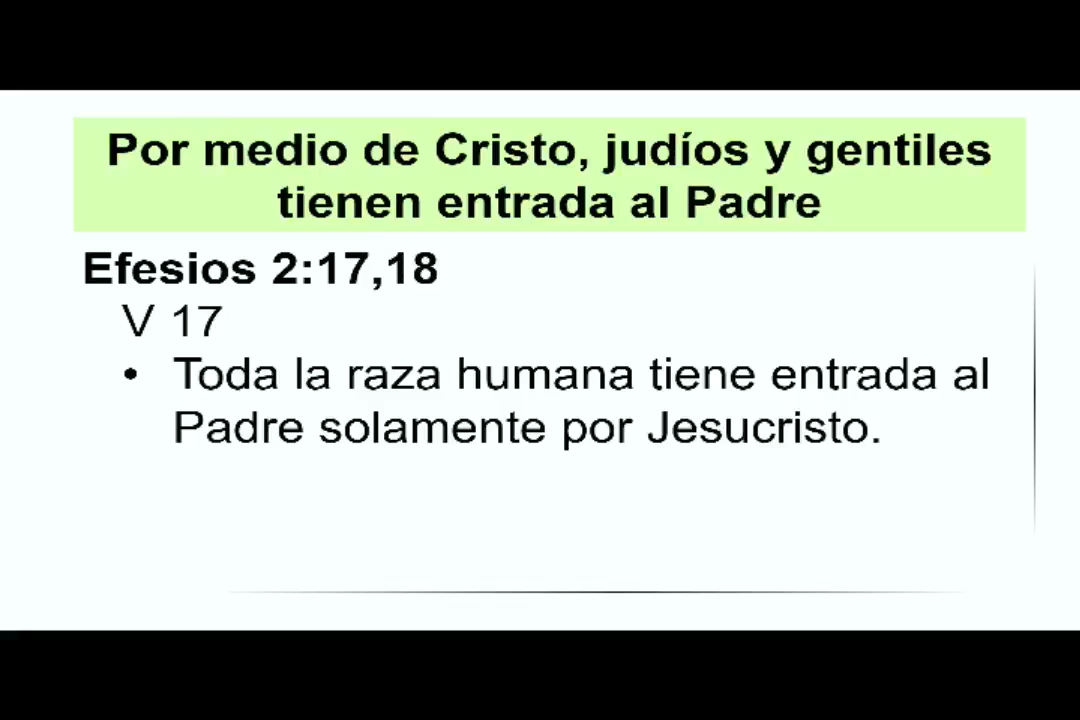 Por medio de Cristo, judíos y gentiles
tienen entrada al Padre
Efesios 2:17,18
V 17
• Toda la raza humana tiene entrada al
Padre solamente por Jesucristo.